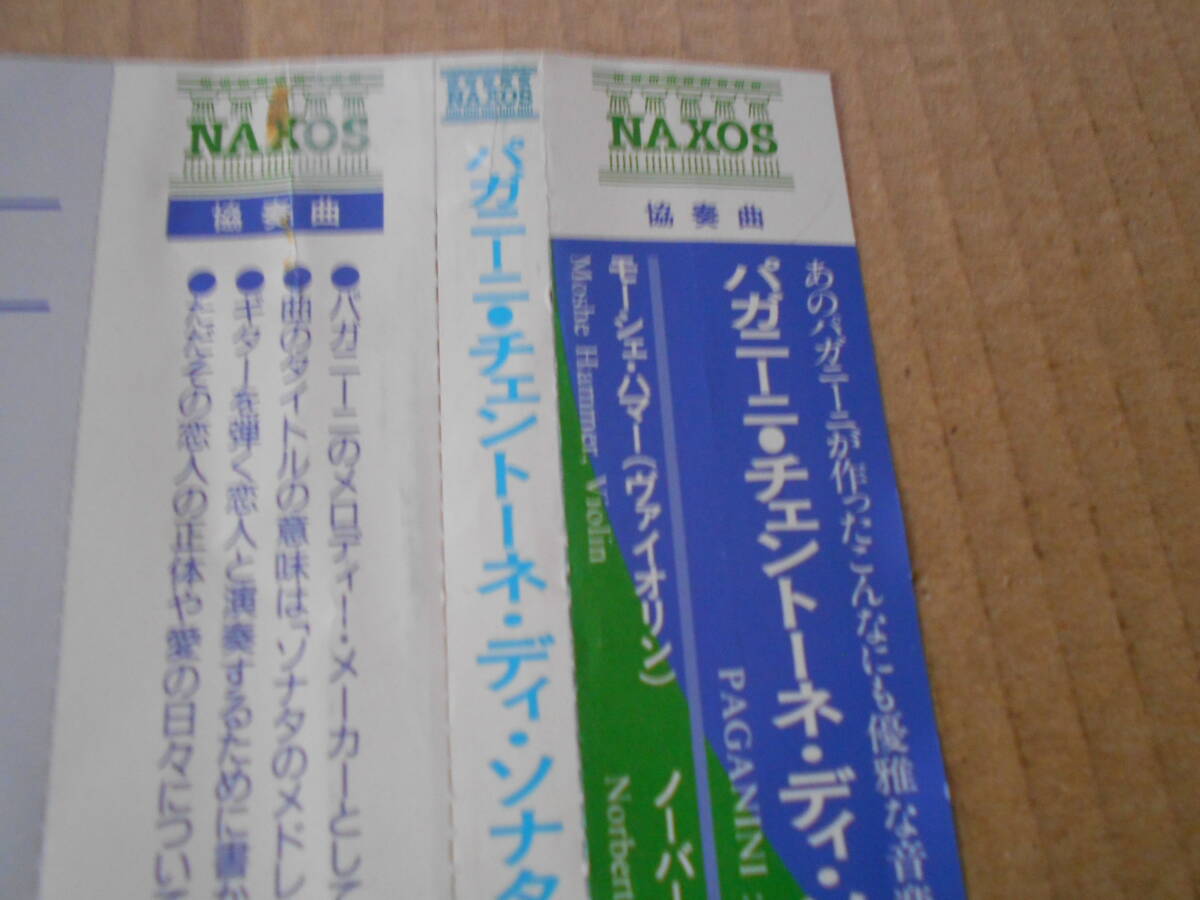 NAXOS
協奏曲
あのパガニーニが作ったこんなにも優雅な音楽
パガニーニ・チェントーネ・ディ・
PAGANINI :
モーシェ・ハマー(ヴァイオリン)
Moshe Hammer, Vaolin
ノーバー
Norbert
NAXOS
パガニーニ・チェントーネ・ディ・ソナタ
NAXOS
協奏曲
●パガニーニのメロディー・メーカーとして
●曲のタイトルの意味は、ソナタのメドレ
●ギターを弾く恋人と演奏するために書か
●ただその恋人の正体や愛の日々につい